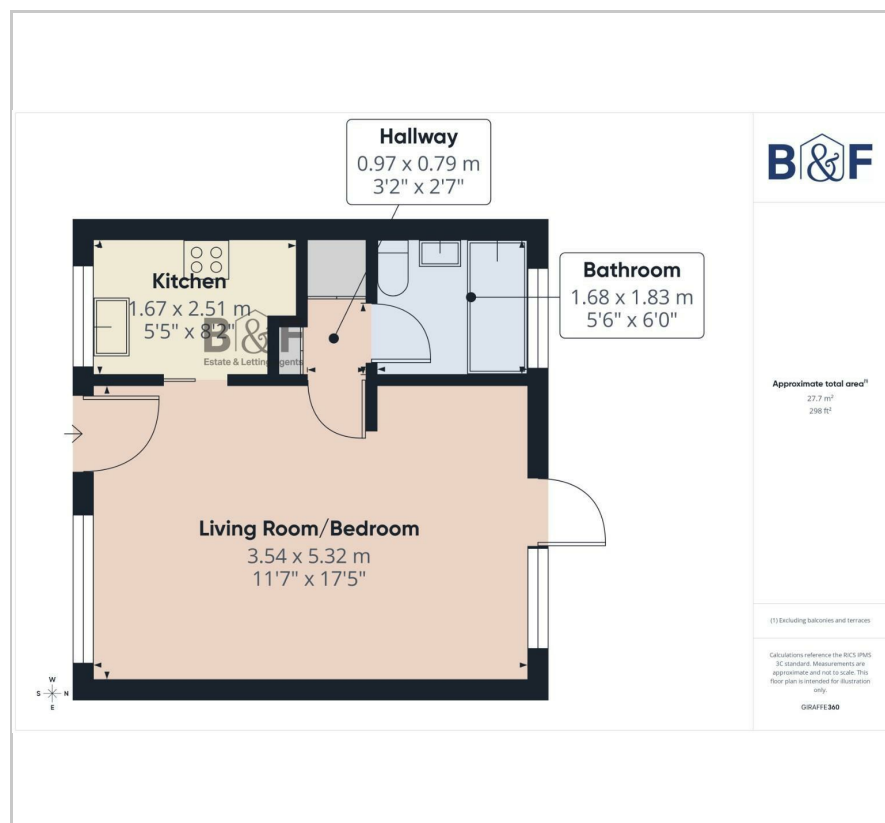 Hallway
0.97 x 0.79 m
3'2" x 2'7"
B&F
Kitchen
1.67 x 2.51 m
5'5" x 8'2"
B&F
Estate & Letting Agents
Bathroom
1.68 x 1.83 m
5'6" x 6'0"
Approximate total area(1)
27.7 m²
298 ft²
Living Room/Bedroom
3.54 x 5.32 m
11'7" x 17'5"
(1) Excluding balconies and terraces
Calculations reference the RICS IPMS
3C standard. Measurements are
approximate and not to scale. This
floor plan is intended for illustration
only.
GIRAFFE360
W
S N
E